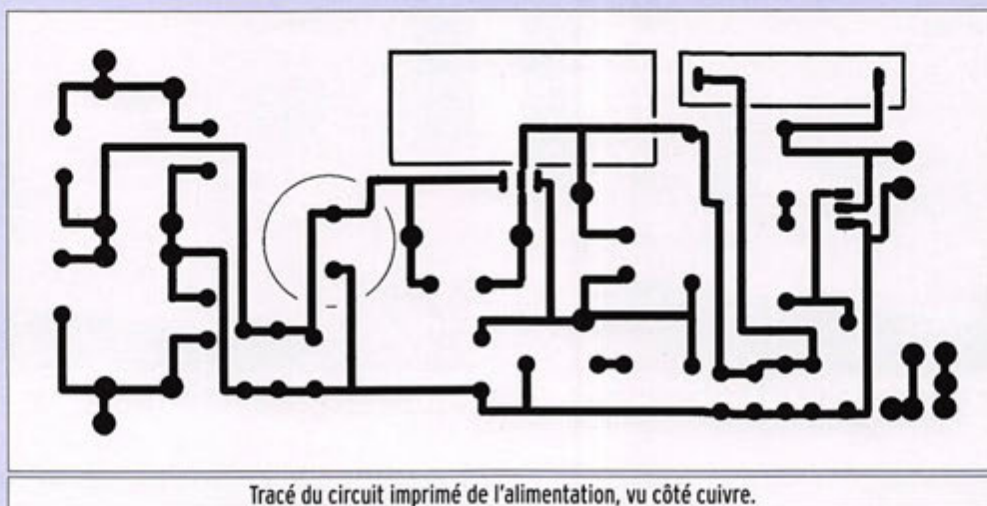 Tracé du circuit imprimé de l'alimentation, vu côté cuivre.